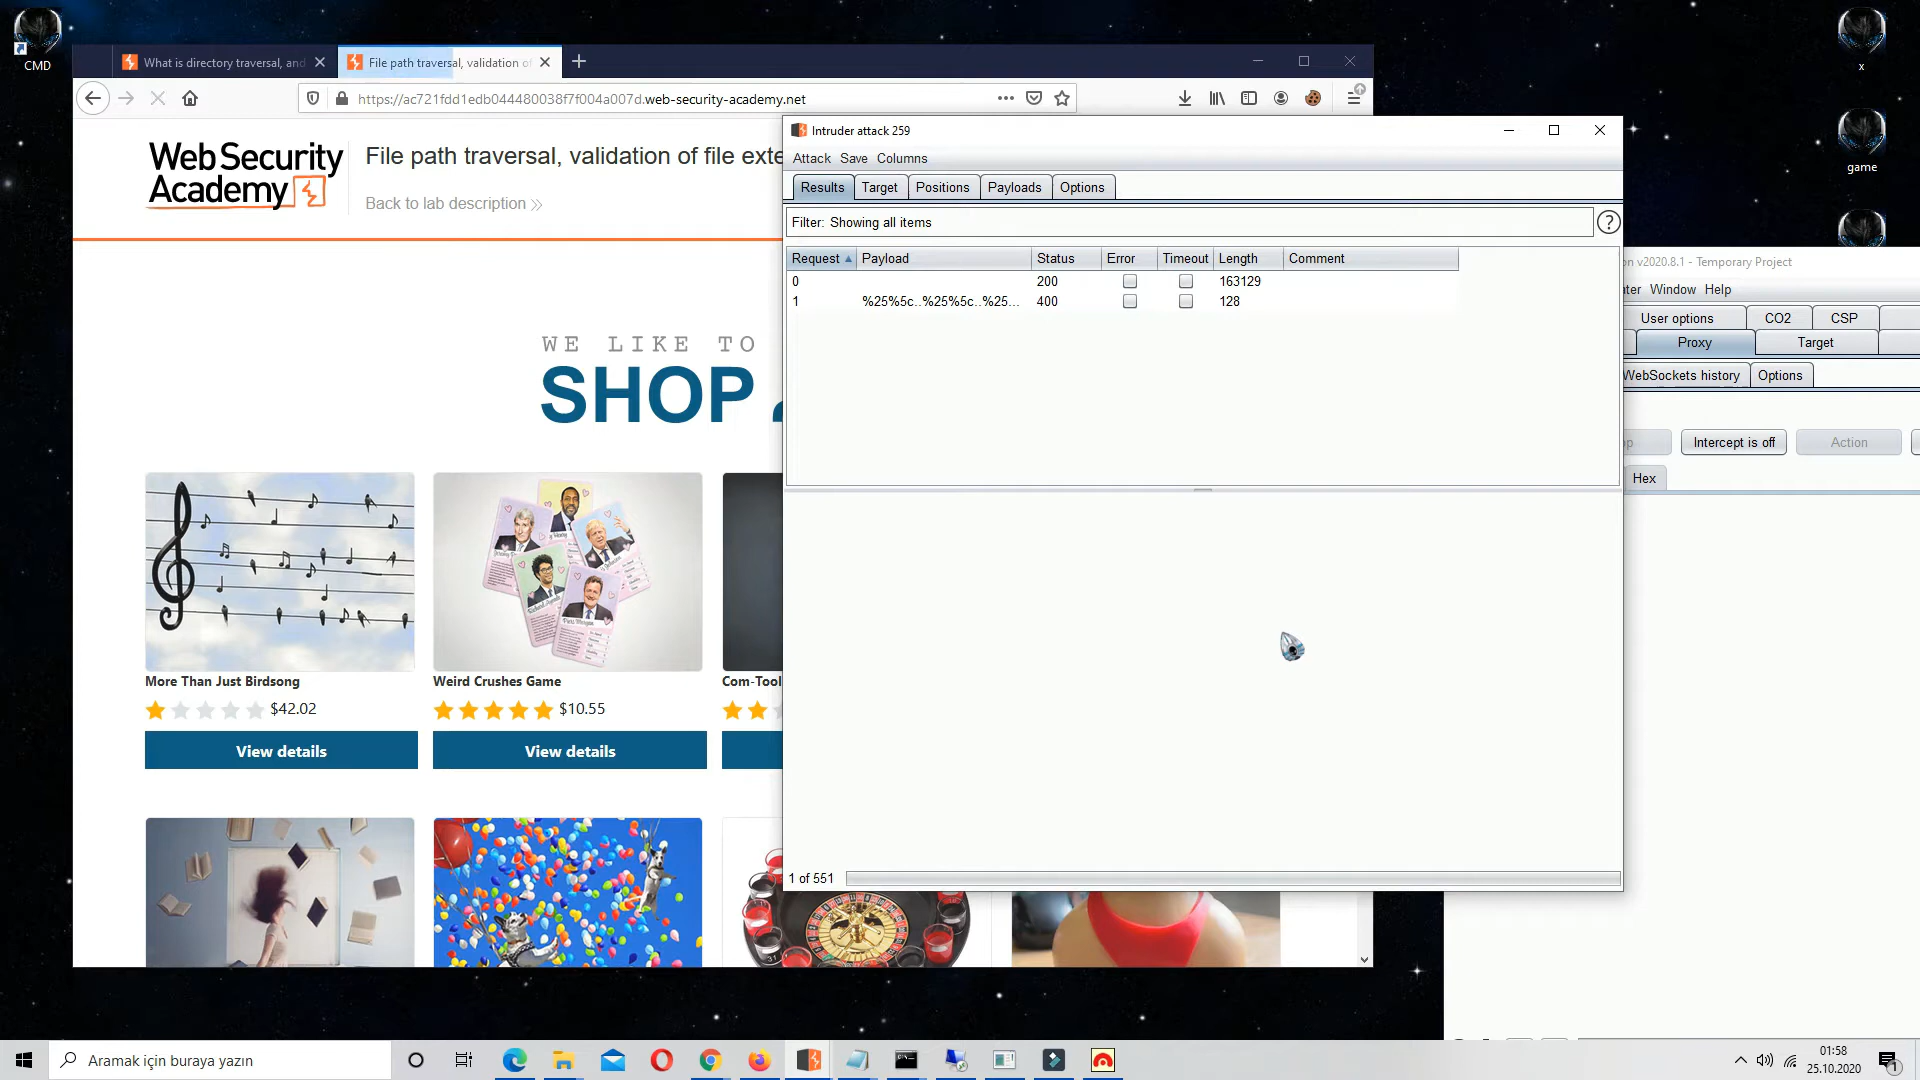 CMD
x
game
What is directory traversal, and
File path traversal, validation of
https://ac721fdd1edb044480038f7f004a007d.web-security-academy.net
Web Security
Academy
File path traversal, validation of file exte
Back to lab description
WE LIKE TO
SHOP
More Than Just Birdsong
$42.02
View details
Weird Crushes Game
$10.55
View details
Com-Tool
Intruder attack 259
Attack Save Columns
Results Target Positions Payloads Options
Filter: Showing all items
?
Request Payload Status Error Timeout Length Comment
0 200 163129
1 %25%5c..%25%5c..%25... 400 128
1 of 551
on v2020.8.1 - Temporary Project
Window Help
User options CO2 CSP
Proxy Target
WebSockets history Options
Intercept is off Action
Hex
Aramak için buraya yazın
01:58
25.10.2020
1